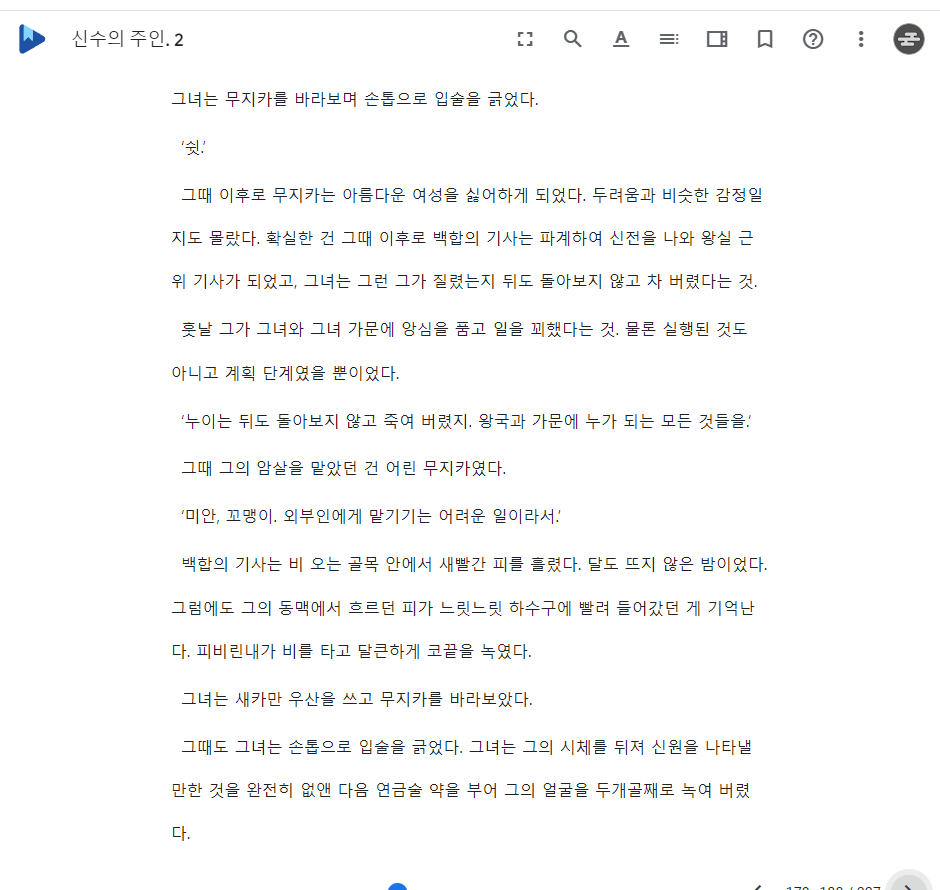 신수의 주인. 2
그녀는 무지카를 바라보며 손톱으로 입술을 긁었다.
‘쉿.’
그때 이후로 무지카는 아름다운 여성을 싫어하게 되었다. 두려움과 비슷한 감정일
지도 몰랐다. 확실한 건 그때 이후로 백합의 기사는 파계하여 신전을 나와 왕실 근
위 기사가 되었고, 그녀는 그런 그가 질렸는지 뒤도 돌아보지 않고 차 버렸다는 것.
훗날 그가 그녀와 그녀 가문에 앙심을 품고 일을 꾀했다는 것. 물론 실행된 것도
아니고 계획 단계였을 뿐이었다.
‘누이는 뒤도 돌아보지 않고 죽여 버렸지. 왕국과 가문에 누가 되는 모든 것들을.’
그때 그의 암살을 맡았던 건 어린 무지카였다.
‘미안, 꼬맹이. 외부인에게 맡기기는 어려운 일이라서.’
백합의 기사는 비 오는 골목 안에서 새빨간 피를 흘렸다. 달도 뜨지 않은 밤이었다.
그럼에도 그의 동맥에서 흐르던 피가 느릿느릿 하수구에 빨려 들어갔던 게 기억난
다. 피비린내가 비를 타고 달큰하게 코끝을 녹였다.
그녀는 새카만 우산을 쓰고 무지카를 바라보았다.
그때도 그녀는 손톱으로 입술을 긁었다. 그녀는 그의 시체를 뒤져 신원을 나타낼
만한 것을 완전히 없앤 다음 연금술 약을 부어 그의 얼굴을 두개골째로 녹여 버렸
다.